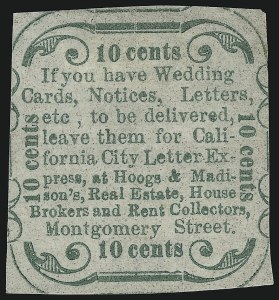 10 cents
If you have Wedding
Cards, Notices, Letters,
etc , to be delivered,
leave them for Cali-
fornia City Letter Ex-
press, at Hoogs & Madi-
son's, Real Estate, House
Brokers and Rent Collectors,
Montgomery Street.
10 cents
10 cents
10 cents